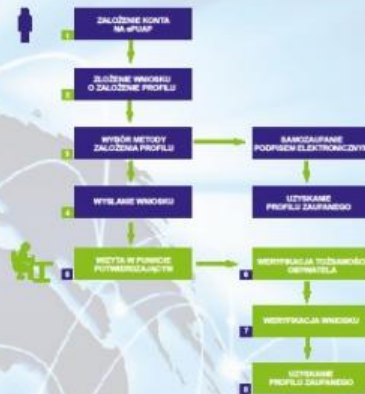 ZAŁOŻENIE KONTA
NA ePUAP
1
ZŁOŻENIE WNIOSKU
O ZAŁOŻENIE PROFILU
2
WYBÓR METODY
ZAŁOŻENIA PROFILU
3
SAMOZAUFANIE
PODPISEM ELEKTRONICZNYM
WYSŁANIE WNIOSKU
4
UZYSKANIE
PROFILU ZAUFANEGO
WIZYTA W PUNKCIE
POTWIERDZAJĄCYM
5
WERYFIKACJA TOŻSAMOŚCI
OBYWATELA
6
WERYFIKACJA WNIOSKU
7
UZYSKANIE
PROFILU ZAUFANEGO
8